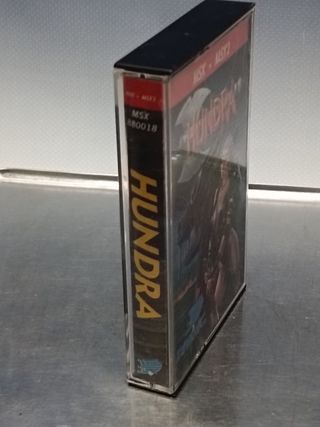 MSX - MSX2
MSX
880018
HUNDRA
MSX - MSX2
HUNDRA